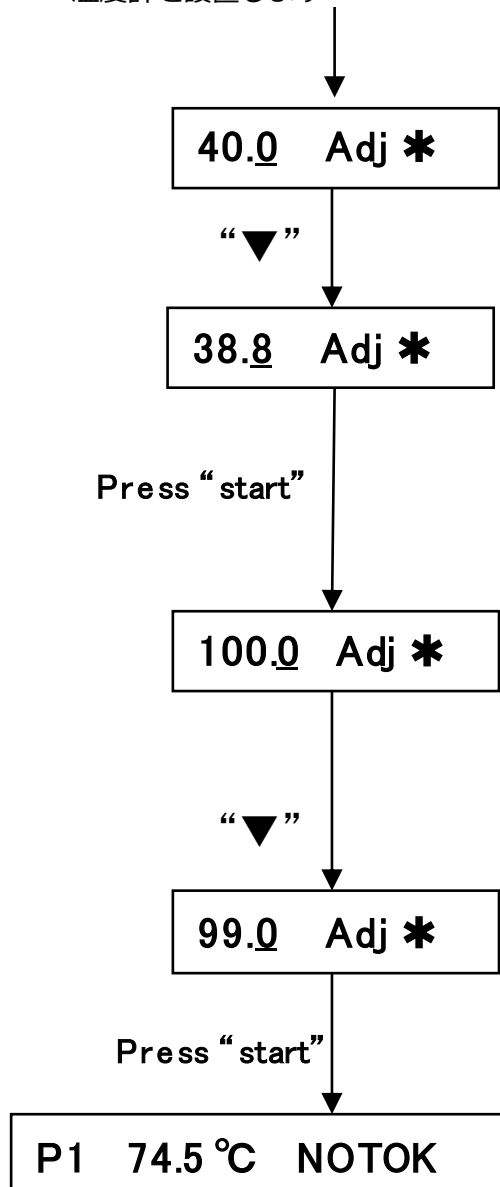 40.0 Adj ✱
“▼”
38.8 Adj ✱
Press “start”
100.0 Adj ✱
“▼”
99.0 Adj ✱
Press “start”
P1 74.5 ℃ NOTOK